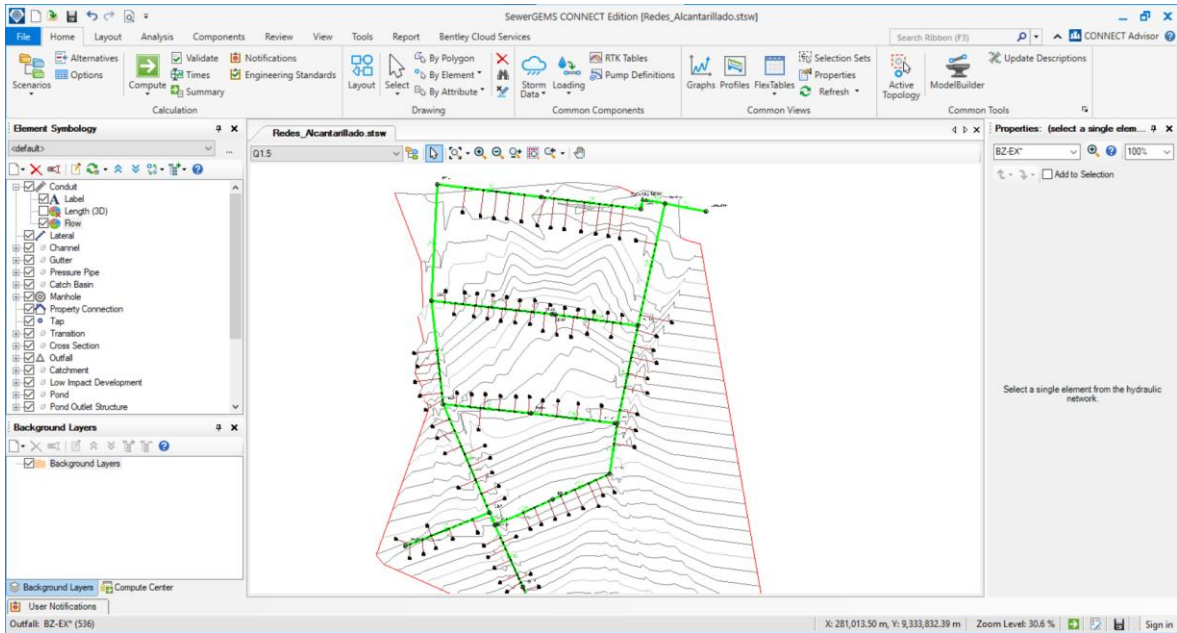 SewerGEMS CONNECT Edition [Redes_Alcantarillado.stsw]
File Home Layout Analysis Components Review View Tools Report Bentley Cloud Services
Search Ribbon (F3) CONNECT Advisor
Scenarios
Alternatives
Options
Compute
Validate
Times
Summary
Notifications
Engineering Standards
Calculation
Layout
Select
By Polygon
By Element
By Attribute
Drawing
Storm Data
Loading
RTK Tables
Pump Definitions
Common Components
Graphs
Profiles
FlexTables
Selection Sets
Properties
Refresh
Common Views
Active Topology
ModelBuilder
Update Descriptions
Common Tools
Element Symbology
<default>
...
Conduit
Label
Length (3D)
Flow
Lateral
Channel
Gutter
Pressure Pipe
Catch Basin
Manhole
Property Connection
Tap
Transition
Cross Section
Outfall
Catchment
Low Impact Development
Pond
Pond Outlet Structure
Background Layers
Background Layers
Background Layers Compute Center
Redes_Alcantarillado.stsw
Q1.5
Properties: (select a single elem...
BZ-EX* 100%
Add to Selection
Select a single element from the hydraulic
network.
User Notifications
Outfall: BZ-EX* (536)
X: 281,013.50 m, Y: 9,333,832.39 m Zoom Level: 30.6 % Sign in